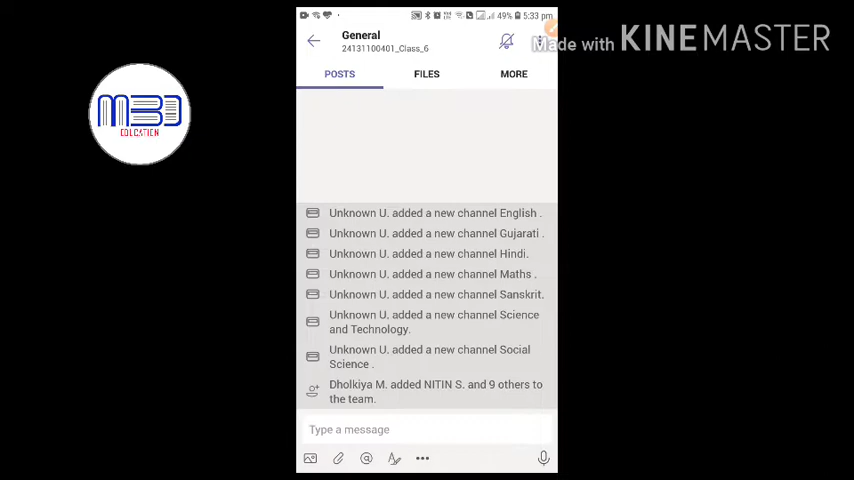 49% 5:33 pm
General
24131100401_Class_6
Made with KINEMASTER
POSTS FILES MORE
MBD
EDUCATION
Unknown U. added a new channel English .
Unknown U. added a new channel Gujarati .
Unknown U. added a new channel Hindi.
Unknown U. added a new channel Maths .
Unknown U. added a new channel Sanskrit.
Unknown U. added a new channel Science
and Technology.
Unknown U. added a new channel Social
Science .
Dholkiya M. added NITIN S. and 9 others to
the team.
Type a message